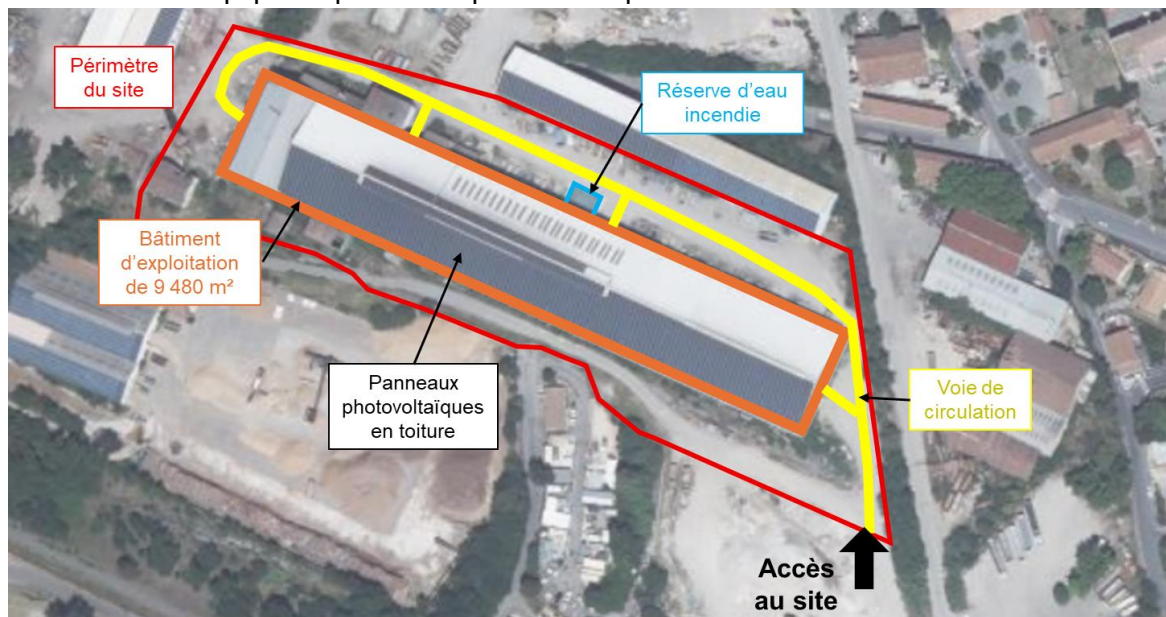 Périmètre
du site
Réserve d’eau
incendie
Bâtiment
d’exploitation
de 9 480 m²
Panneaux
photovoltaïques
en toiture
Voie de
circulation
Accès
au site